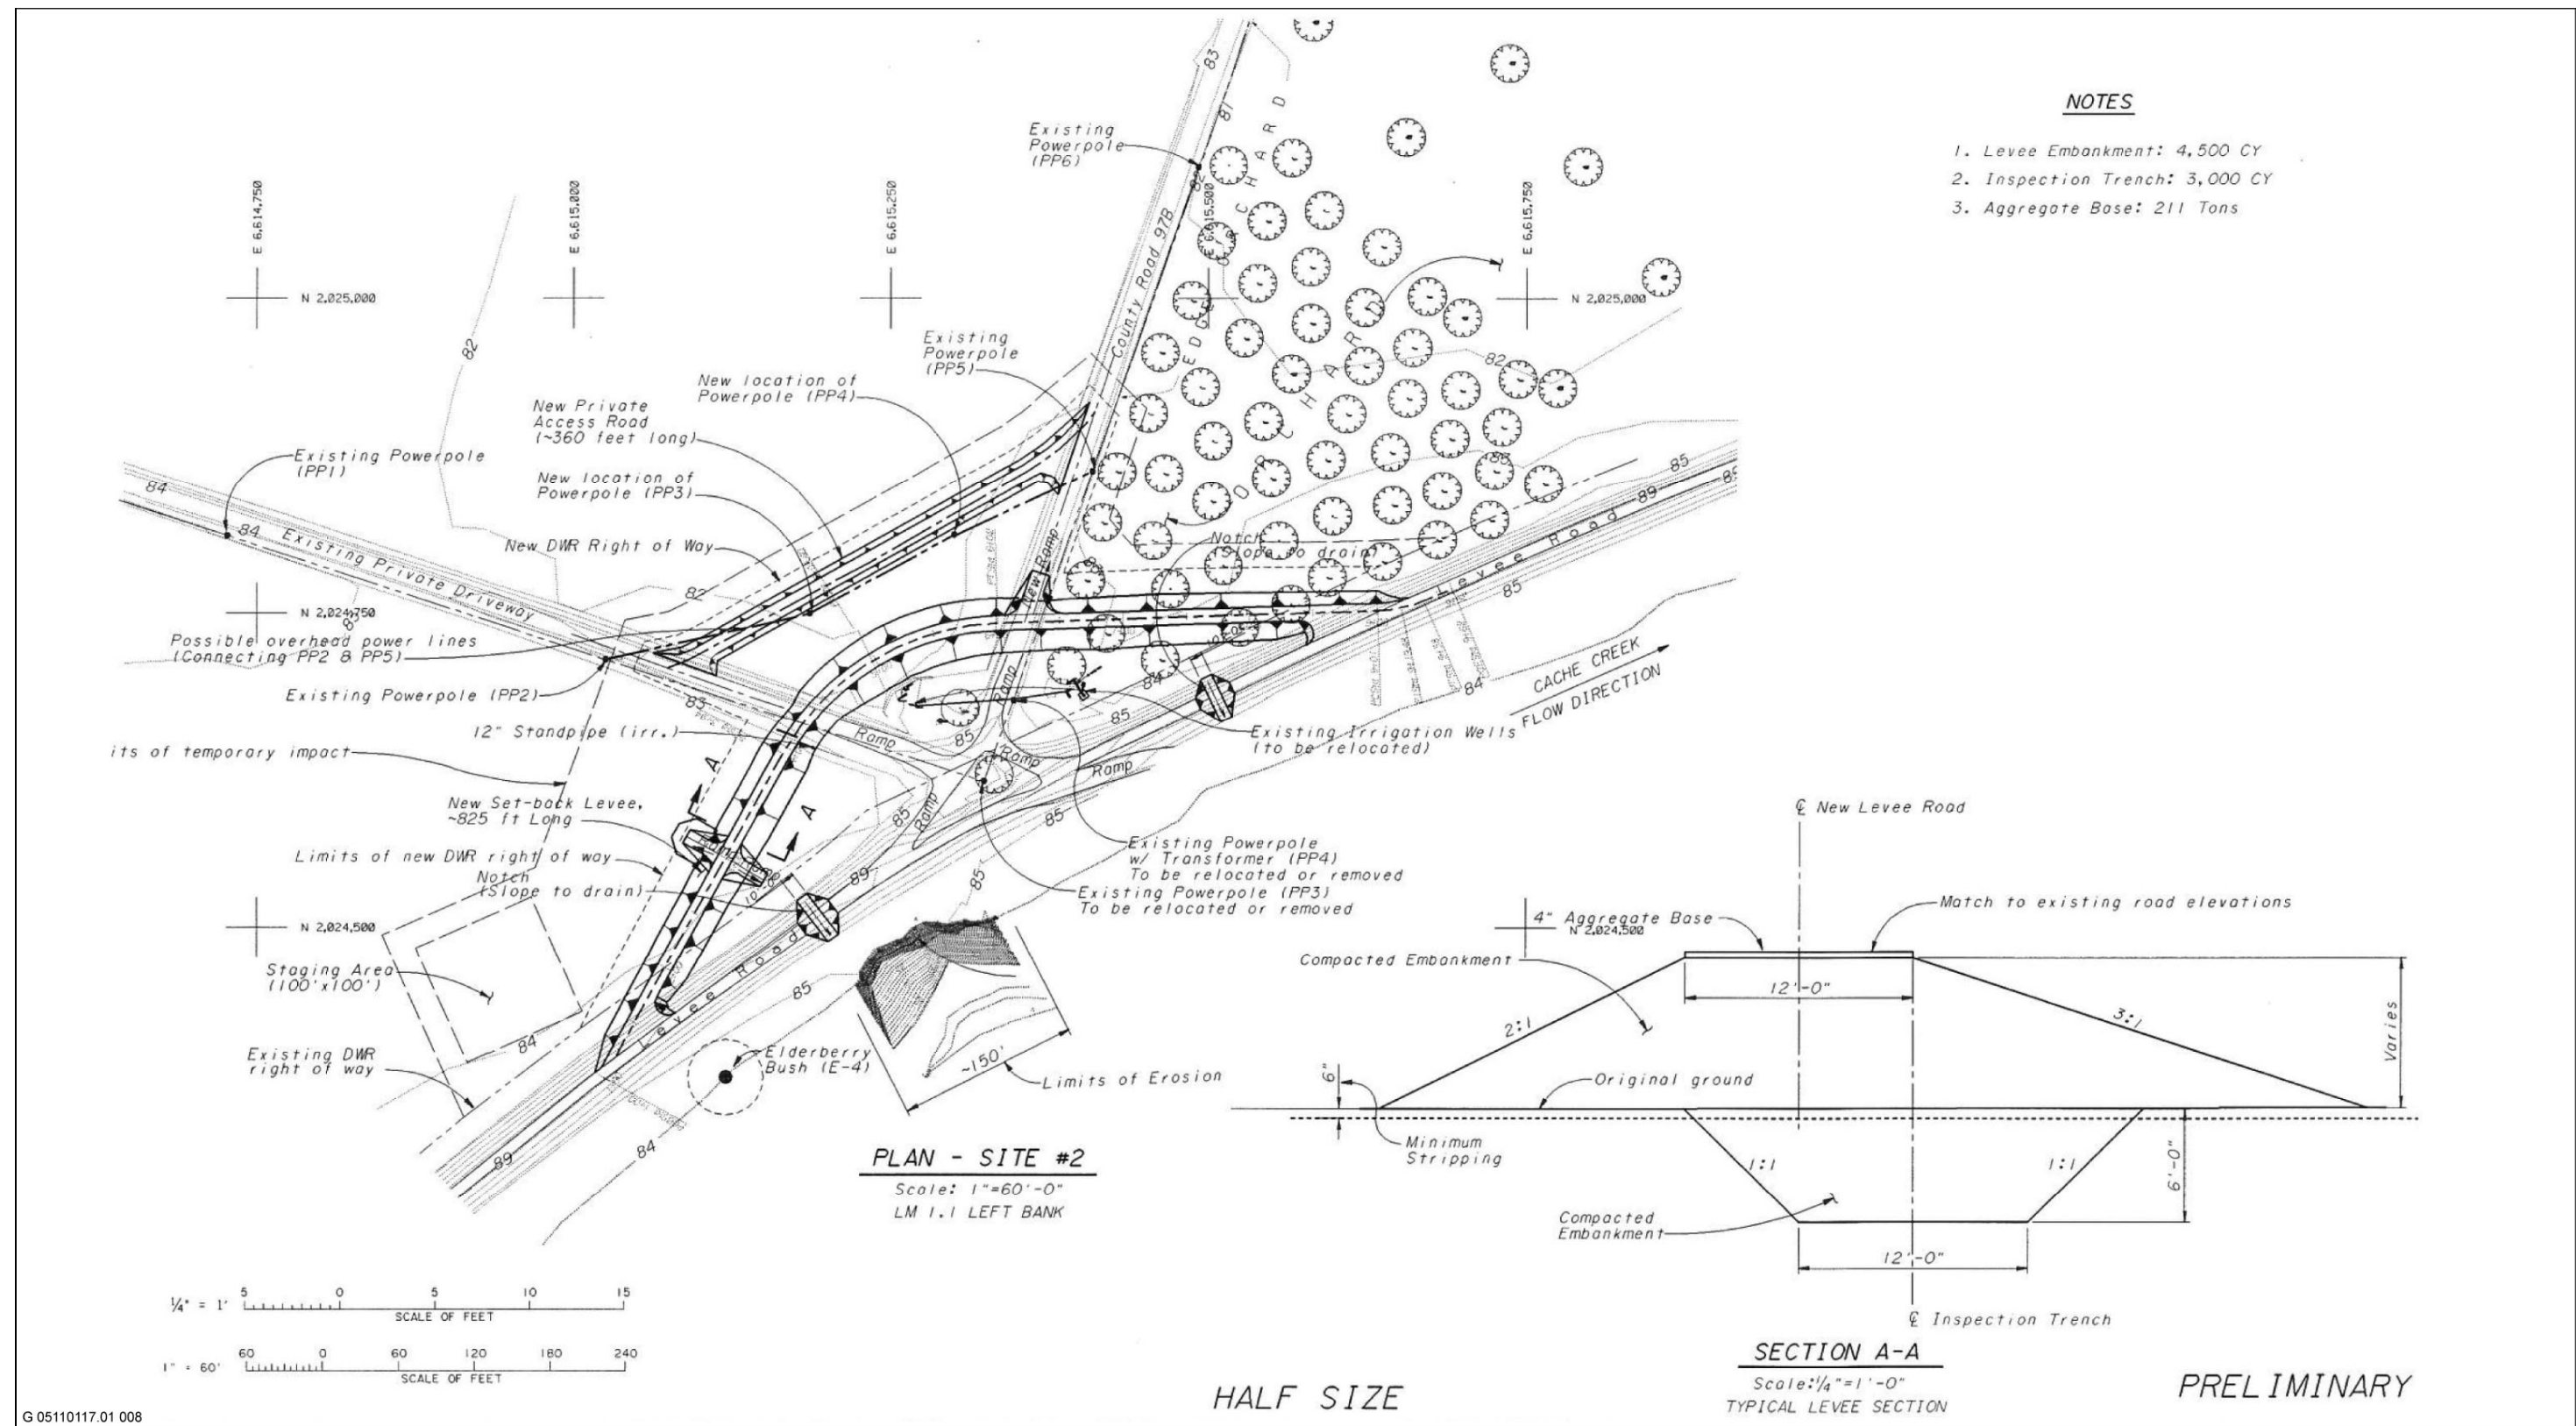 NOTES
1. Levee Embankment: 4,500 CY
2. Inspection Trench: 3,000 CY
3. Aggregate Base: 211 Tons
83
81
82
ORCHARD
EDGE OF
ORCHARD
Existing
Powerpole
(PP6)
E 6,614,750
E 6,615,000
E 6,615,250
E 6,615,500
E 6,615,750
N 2,025,000
N 2,025,000
County Road 97B
82
82
Existing
Powerpole
(PP5)
New location of
Powerpole (PP4)
New Private
Access Road
(~360 feet long)
Existing Powerpole
(PP1)
New location of
Powerpole (PP3)
85
89
84
84
Existing Private Driveway
New DWR Right of Way
New Ramp
Notch
(Slope to drain)
Levee Road
85
82
N 2,024,750
83
Possible overhead power lines
(Connecting PP2 & PP5)
Existing Powerpole (PP2)
83
84
84
CACHE CREEK
FLOW DIRECTION
Ramp
85
12" Standpipe (irr.)
Ramp
85
Existing Irrigation Wells
(to be relocated)
its of temporary impact
Ramp
Ramp
A
A
New Set-back Levee,
~825 ft Long
Ramp
85
85
℄ New Levee Road
Limits of new DWR right of way
Existing Powerpole
w/ Transformer (PP4)
To be relocated or removed
Notch
(Slope to drain)
89
85
Existing Powerpole (PP3)
To be relocated or removed
Match to existing road elevations
4" Aggregate Base
N 2,024,500
N 2,024,500
Compacted Embankment
Staging Area
(100'x100')
Levee Road
85
12'-0"
2:1
3:1
Varies
84
Existing DWR
right of way
Elderberry
Bush (E-4)
~150'
Limits of Erosion
6"
Original ground
Minimum
Stripping
84
89
PLAN - SITE #2
Scale: 1"=60'-0"
LM 1.1 LEFT BANK
1:1
1:1
6'-0"
Compacted
Embankment
12'-0"
℄ Inspection Trench
1/4" = 1'
5 0 5 10 15
SCALE OF FEET
1" = 60'
60 0 60 120 180 240
SCALE OF FEET
SECTION A-A
Scale:1/4"=1'-0"
TYPICAL LEVEE SECTION
HALF SIZE
PRELIMINARY
G 05110117.01 008